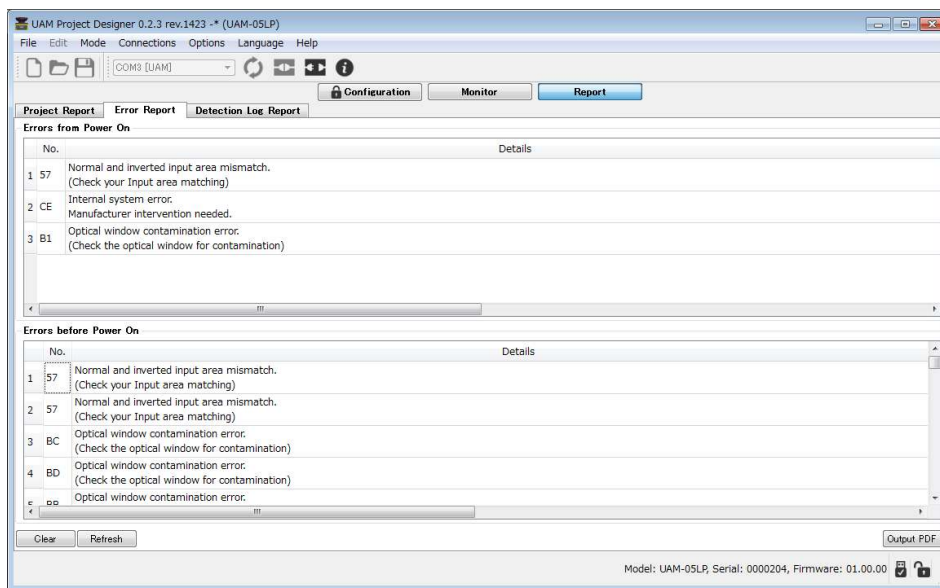 UAM Project Designer 0.2.3 rev.1423 -* (UAM-05LP)
File Edit Mode Connections Options Language Help
COM3 [UAM]
Configuration Monitor Report
Project Report Error Report Detection Log Report
Errors from Power On
No. Details
1 57 Normal and inverted input area mismatch.
(Check your Input area matching)
2 CE Internal system error.
Manufacturer intervention needed.
3 B1 Optical window contamination error.
(Check the optical window for contamination)
Errors before Power On
No. Details
1 57 Normal and inverted input area mismatch.
(Check your Input area matching)
2 57 Normal and inverted input area mismatch.
(Check your Input area matching)
3 BC Optical window contamination error.
(Check the optical window for contamination)
4 BD Optical window contamination error.
(Check the optical window for contamination)
Optical window contamination error.
Clear Refresh Output PDF
Model: UAM-05LP, Serial: 0000204, Firmware: 01.00.00